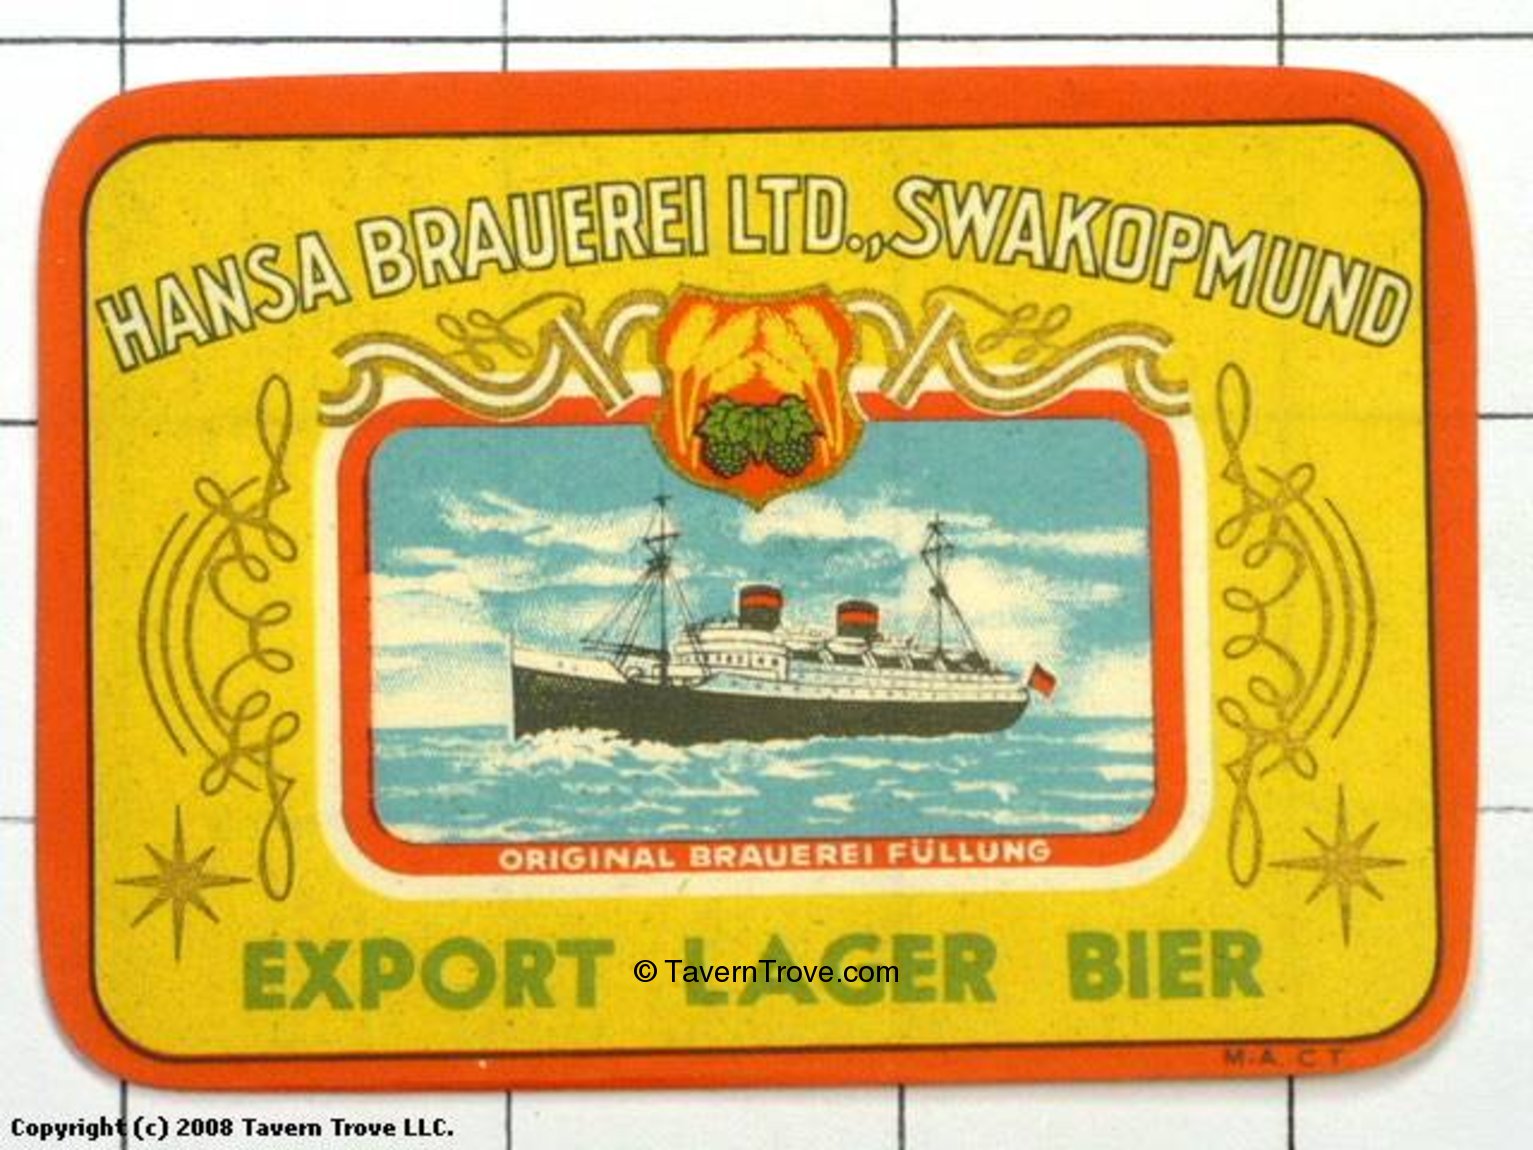 HANSA BRAUEREI LTD., SWAKOPMUND
ORIGINAL BRAUEREI FÜLLUNG
EXPORT LAGER BIER
© TavernTrove.com
M.A. C T
Copyright (c) 2008 Tavern Trove LLC.